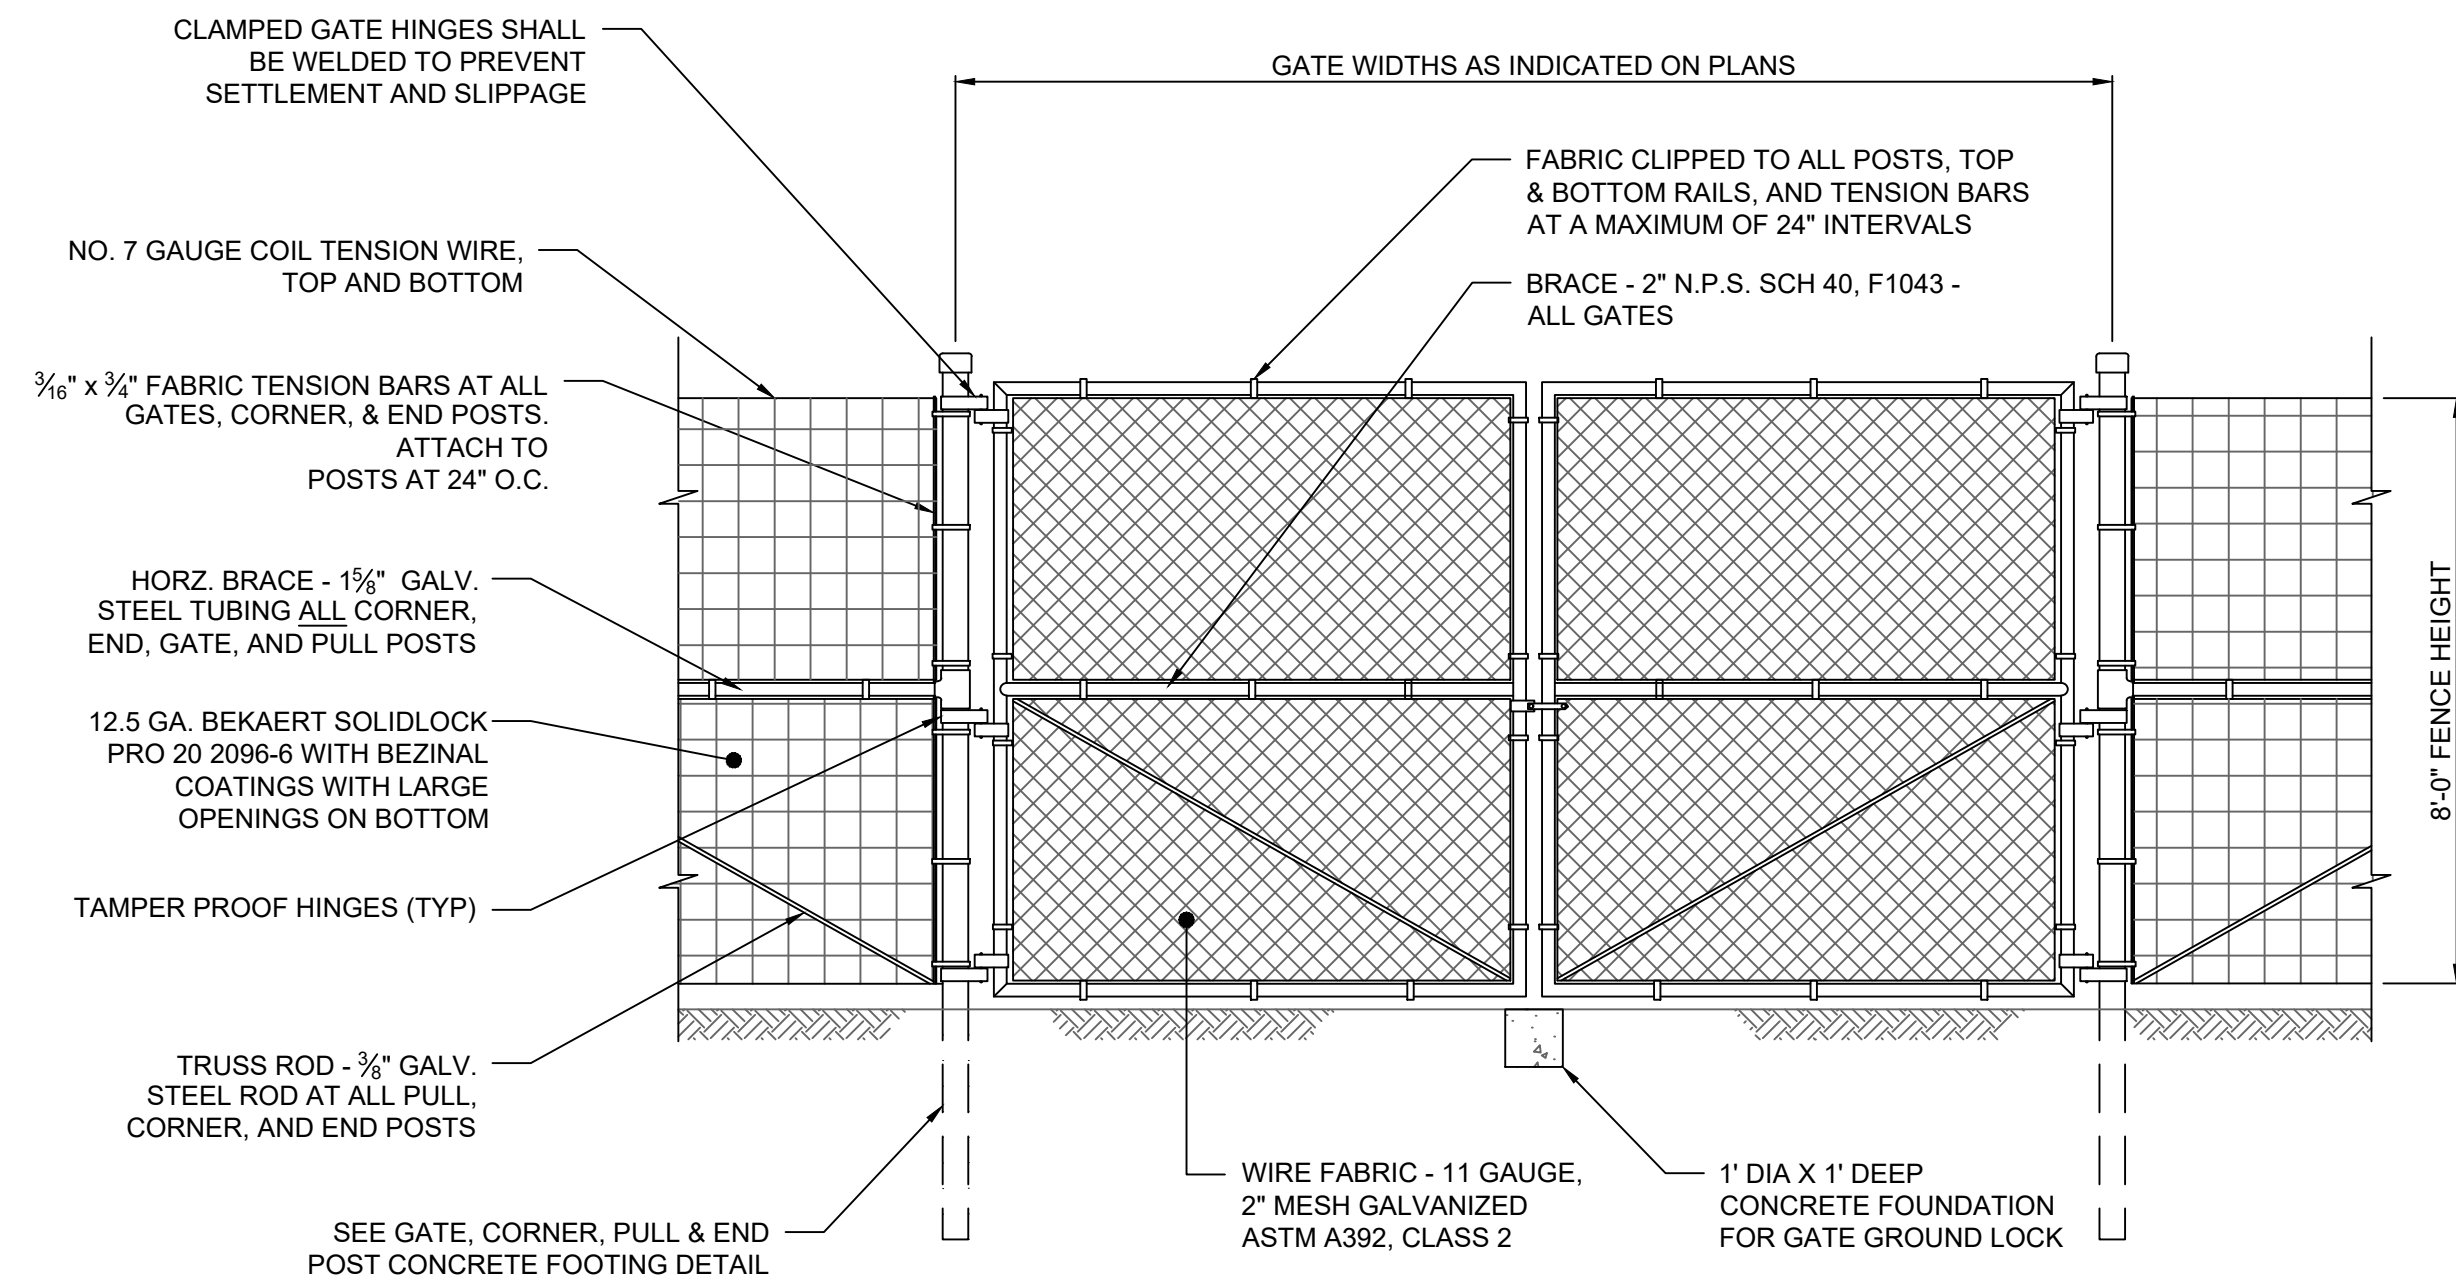 CLAMPED GATE HINGES SHALL
BE WELDED TO PREVENT
SETTLEMENT AND SLIPPAGE
GATE WIDTHS AS INDICATED ON PLANS
FABRIC CLIPPED TO ALL POSTS, TOP
& BOTTOM RAILS, AND TENSION BARS
AT A MAXIMUM OF 24" INTERVALS
NO. 7 GAUGE COIL TENSION WIRE,
TOP AND BOTTOM
BRACE - 2" N.P.S. SCH 40, F1043 -
ALL GATES
3⁄16" x 3⁄4" FABRIC TENSION BARS AT ALL
GATES, CORNER, & END POSTS.
ATTACH TO
POSTS AT 24" O.C.
HORZ. BRACE - 1 5⁄8" GALV.
STEEL TUBING ALL CORNER,
END, GATE, AND PULL POSTS
8'-0" FENCE HEIGHT
12.5 GA. BEKAERT SOLIDLOCK
PRO 20 2096-6 WITH BEZINAL
COATINGS WITH LARGE
OPENINGS ON BOTTOM
TAMPER PROOF HINGES (TYP)
TRUSS ROD - 3⁄8" GALV.
STEEL ROD AT ALL PULL,
CORNER, AND END POSTS
SEE GATE, CORNER, PULL & END
POST CONCRETE FOOTING DETAIL
WIRE FABRIC - 11 GAUGE,
2" MESH GALVANIZED
ASTM A392, CLASS 2
1' DIA X 1' DEEP
CONCRETE FOUNDATION
FOR GATE GROUND LOCK